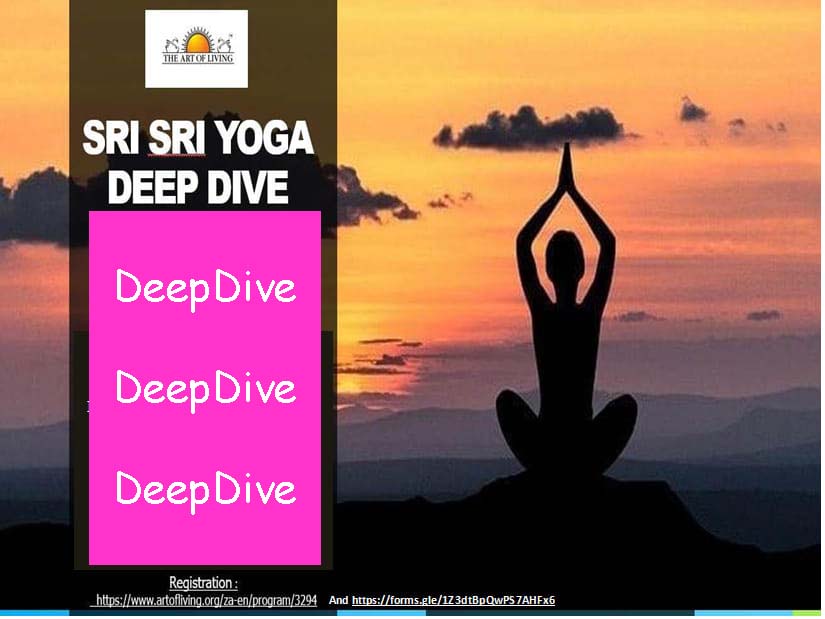 THE ART OF LIVING
SRI SRI YOGA
DEEP DIVE
DeepDive
DeepDive
DeepDive
Registration :
https://www.artofliving.org/za-en/program/3294 And https://forms.gle/1Z3dtBpQwPS7AHFx6